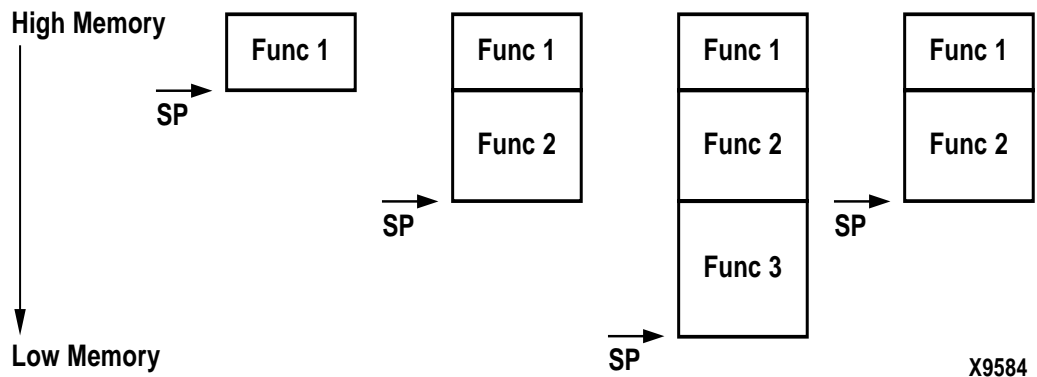 High Memory
Func 1
Func 1
Func 1
Func 1
SP
Func 2
Func 2
Func 2
SP
SP
Func 3
Low Memory
SP
X9584